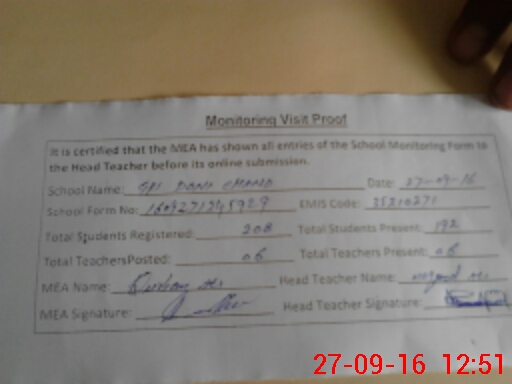 Monitoring Visit Proof
It is certified that the MEA has shown all entries of the School Monitoring Form to
the Head Teacher before its online submission.
School Name: Date: 27-09-16
School Form No: EMIS Code: 35210271
Total Students Registered: 208 Total Students Present: 192
Total TeachersPosted: 06 Total Teachers Present: 06
MEA Name: Head Teacher Name:
MEA Signature: Head Teacher Signature:
27-09-16 12:51